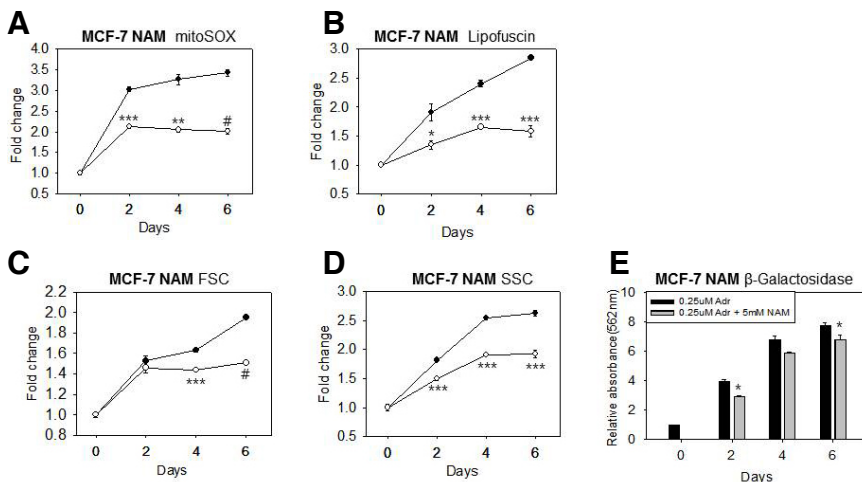 A
MCF-7 NAM mitoSOX
Fold change
4.0
3.5
3.0
2.5
2.0
1.5
1.0
0.5
***
**
#
0 2 4 6
Days
B
MCF-7 NAM Lipofuscin
Fold change
3.0
2.5
2.0
1.5
1.0
0.5
*
***
***
0 2 4 6
Days
C
MCF-7 NAM FSC
Fold change
2.2
2.0
1.8
1.6
1.4
1.2
1.0
0.8
***
#
0 2 4 6
Days
D
MCF-7 NAM SSC
Fold change
3.0
2.5
2.0
1.5
1.0
0.5
***
***
***
0 2 4 6
Days
E
MCF-7 NAM β-Galactosidase
Relative absorbance(562nm)
10
8
6
4
2
0
0.25uM Adr
0.25uM Adr + 5mM NAM
*
*
0 2 4 6
Days